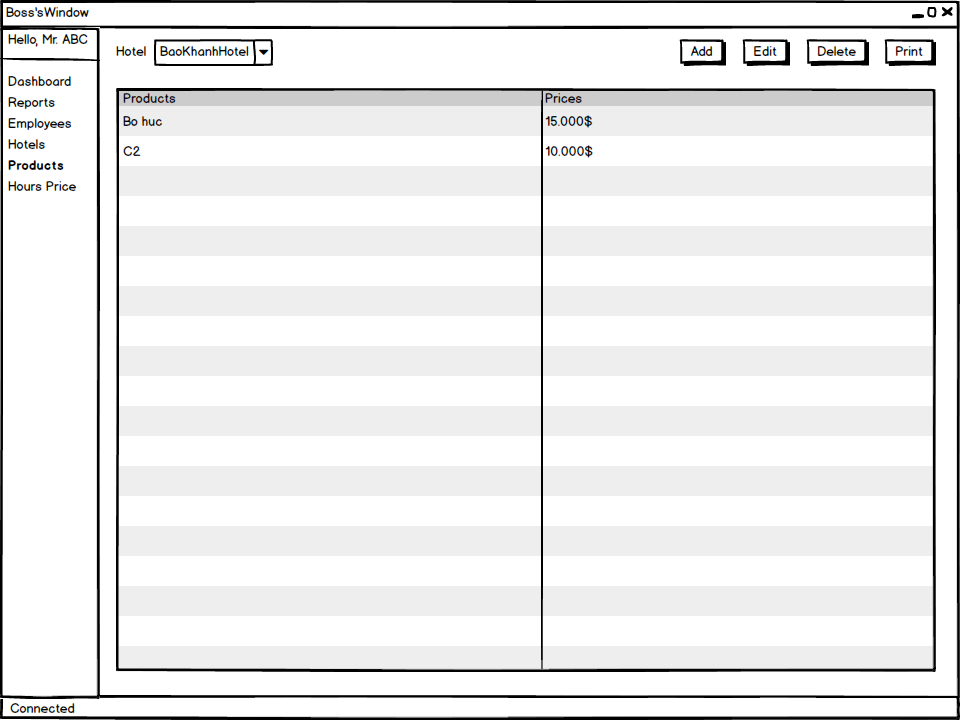 Boss'sWindow
Hello, Mr. ABC
Hotel BaoKhanhHotel Add Edit Delete Print
Dashboard
Reports
Employees
Hotels
Products
Hours Price
Products Prices
Bo huc 15.000$
C2 10.000$
Connected